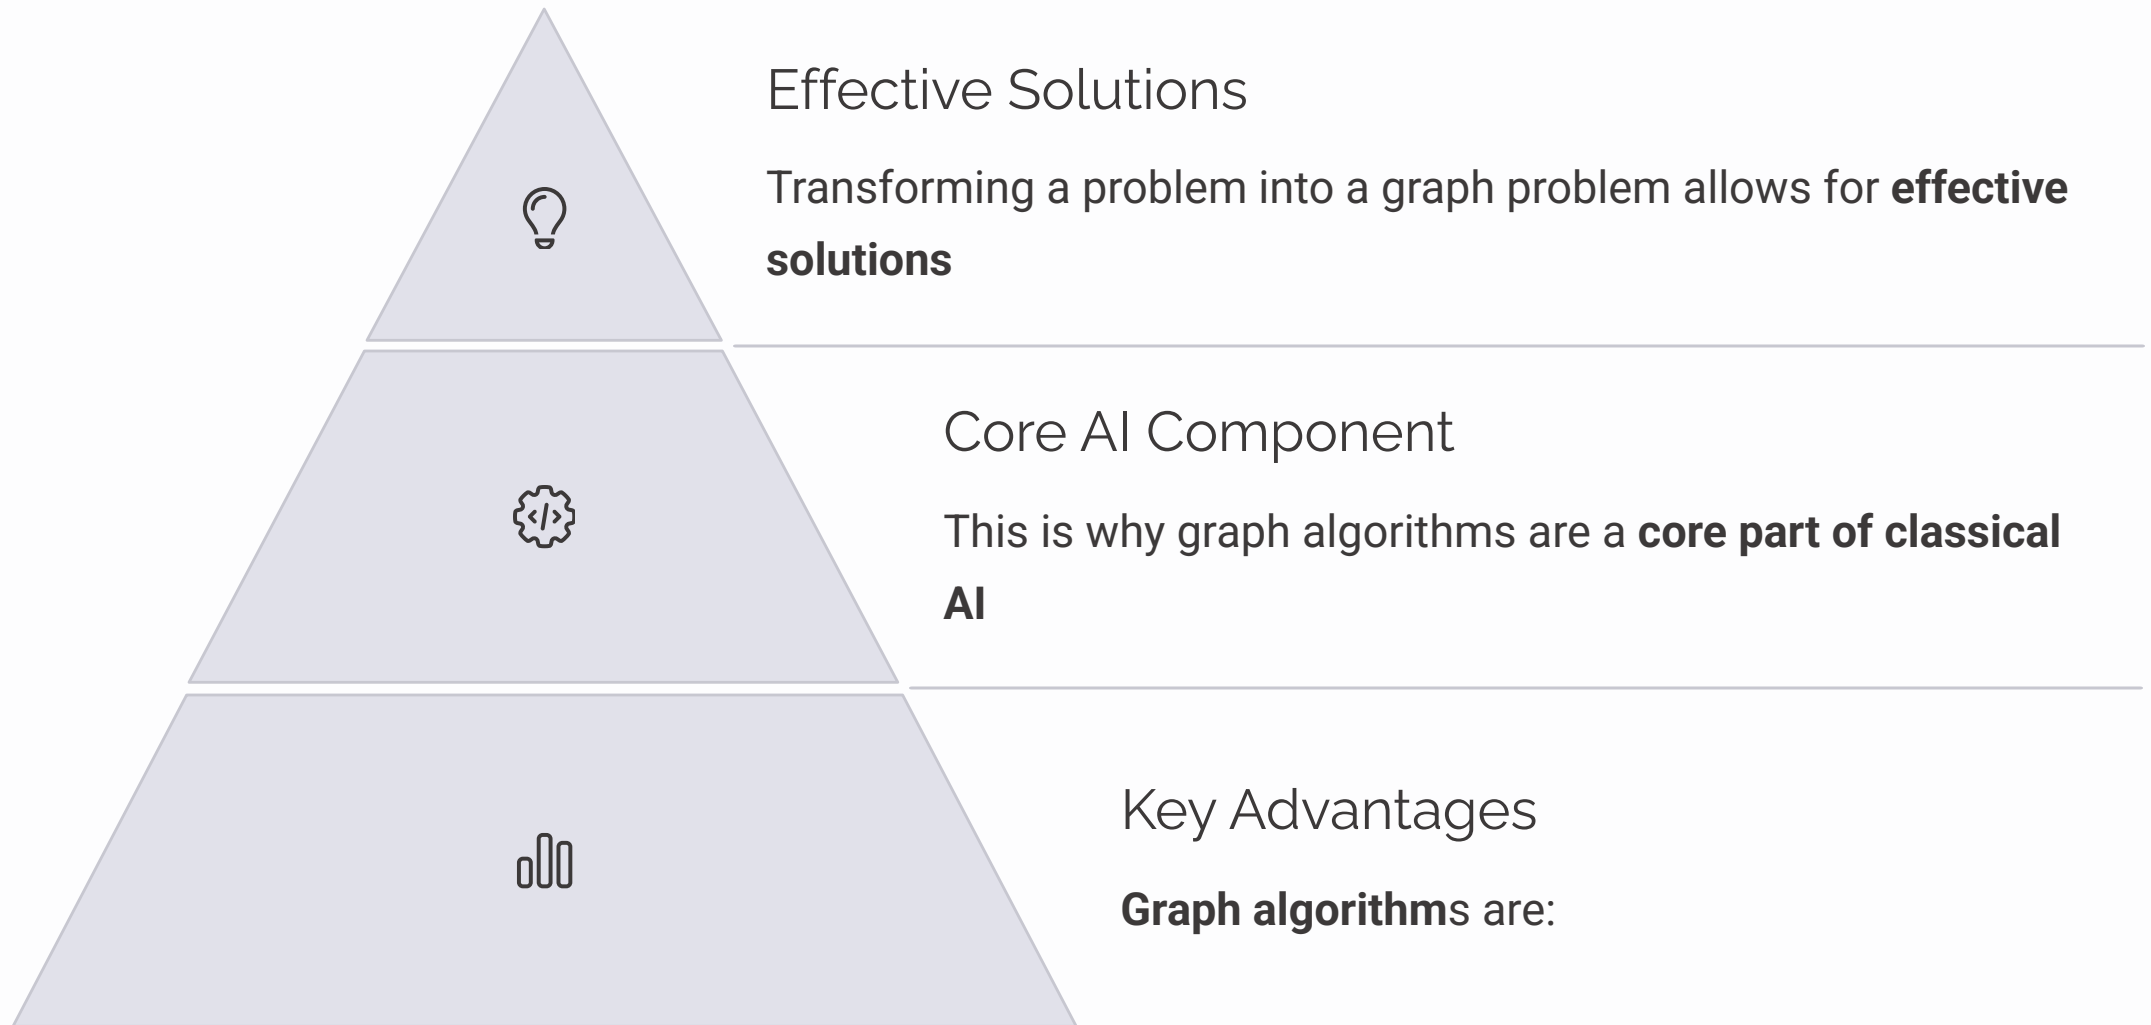 Effective Solutions
Transforming a problem into a graph problem allows for effective
solutions
Core AI Component
This is why graph algorithms are a core part of classical
AI
Key Advantages
Graph algorithms are: